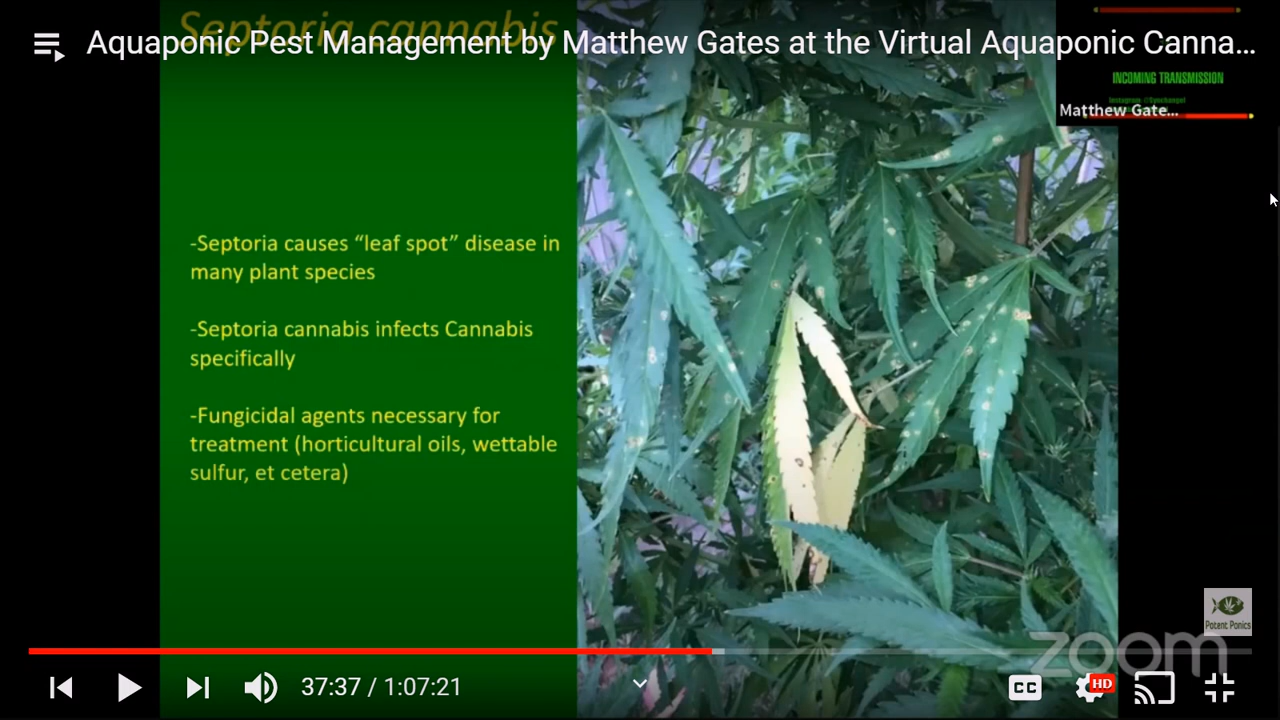 Septoria cannabis
Aquaponic Pest Management by Matthew Gates at the Virtual Aquaponic Canna…
INCOMING TRANSMISSION
Matthew Gate...
-Septoria causes “leaf spot” disease in
many plant species
-Septoria cannabis infects Cannabis
specifically
-Fungicidal agents necessary for
treatment (horticultural oils, wettable
sulfur, et cetera)
Potent Ponics
zoom
37:37 / 1:07:21
CC
HD